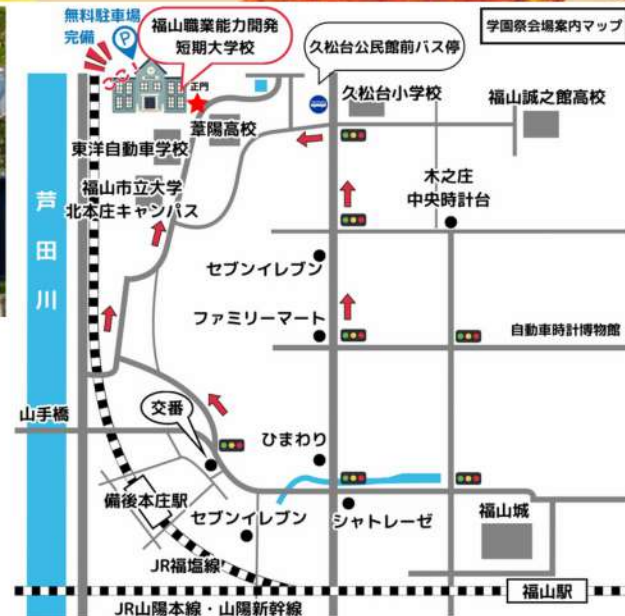 無料駐車場
完備
P
福山職業能力開発
短期大学校
久松台公民館前バス停
学園祭会場案内マップ
正門
久松台小学校
福山誠之館高校
葦陽高校
東洋自動車学校
福山市立大学
北本庄キャンパス
木之庄
中央時計台
芦田川
セブンイレブン
ファミリーマート
自動車時計博物館
山手橋
交番
ひまわり
備後本庄駅
セブンイレブン
シャトレーゼ
福山城
JR福塩線
福山駅
JR山陽本線・山陽新幹線